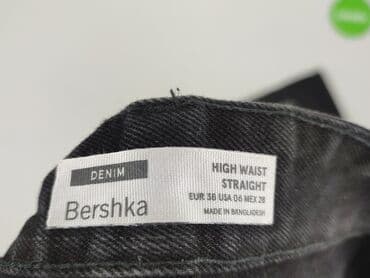 DENIM
Bershka
HIGH WAIST
STRAIGHT
EUR 38 USA 06 MEX 28
MADE IN BANGLADESH